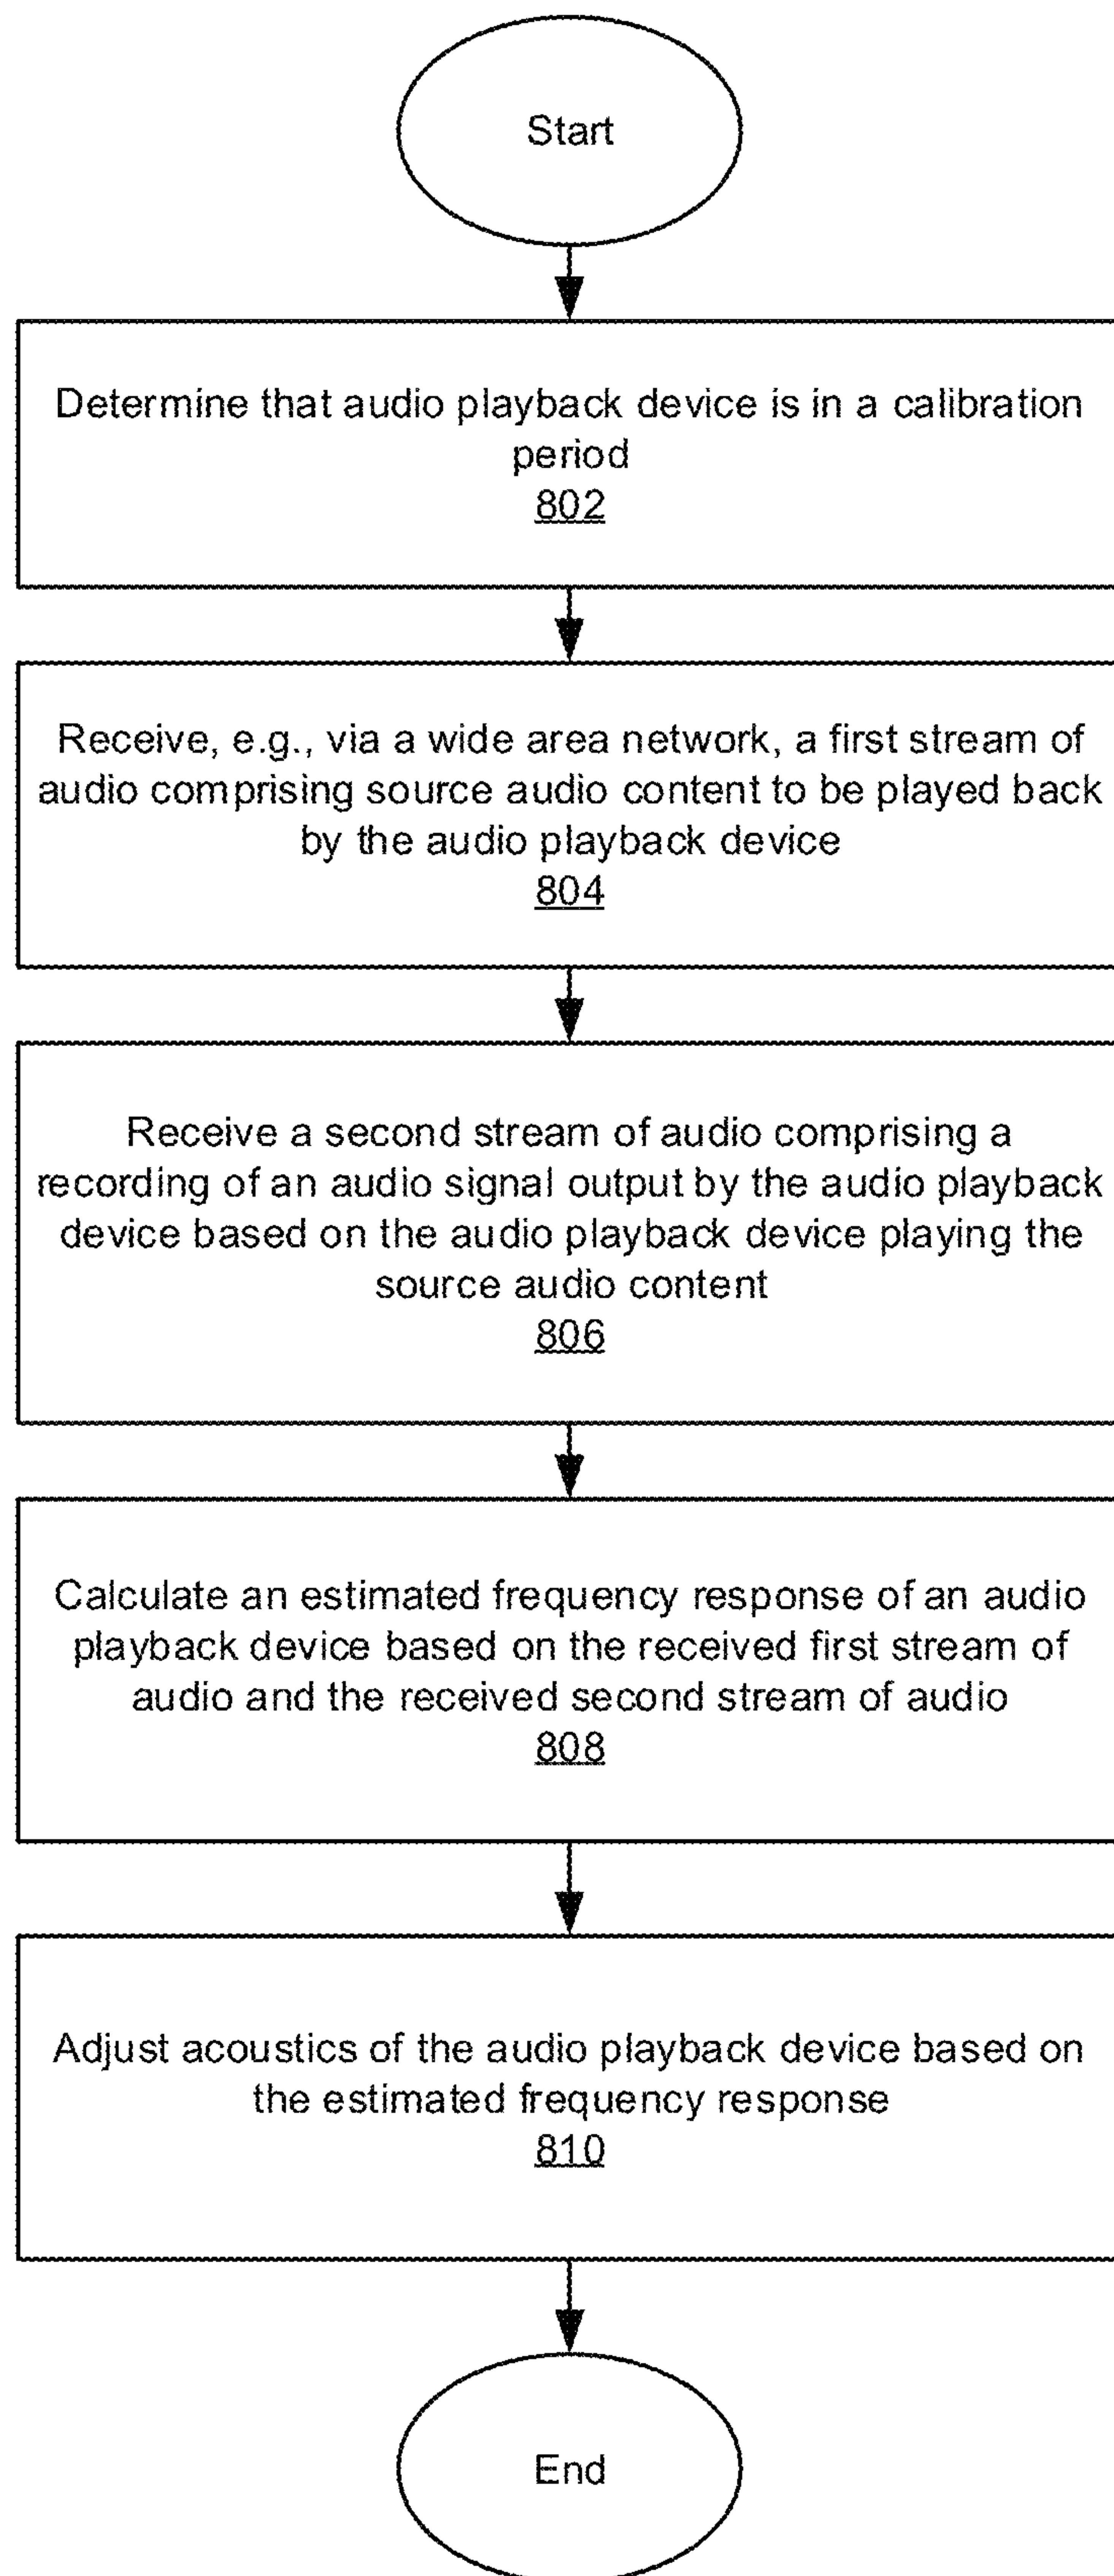 Start
Determine that audio playback device is in a calibration
period
802
Receive, e.g., via a wide area network, a first stream of
audio comprising source audio content to be played back
by the audio playback device
804
Receive a second stream of audio comprising a
recording of an audio signal output by the audio playback
device based on the audio playback device playing the
source audio content
806
Calculate an estimated frequency response of an audio
playback device based on the received first stream of
audio and the received second stream of audio
808
Adjust acoustics of the audio playback device based on
the estimated frequency response
810
End